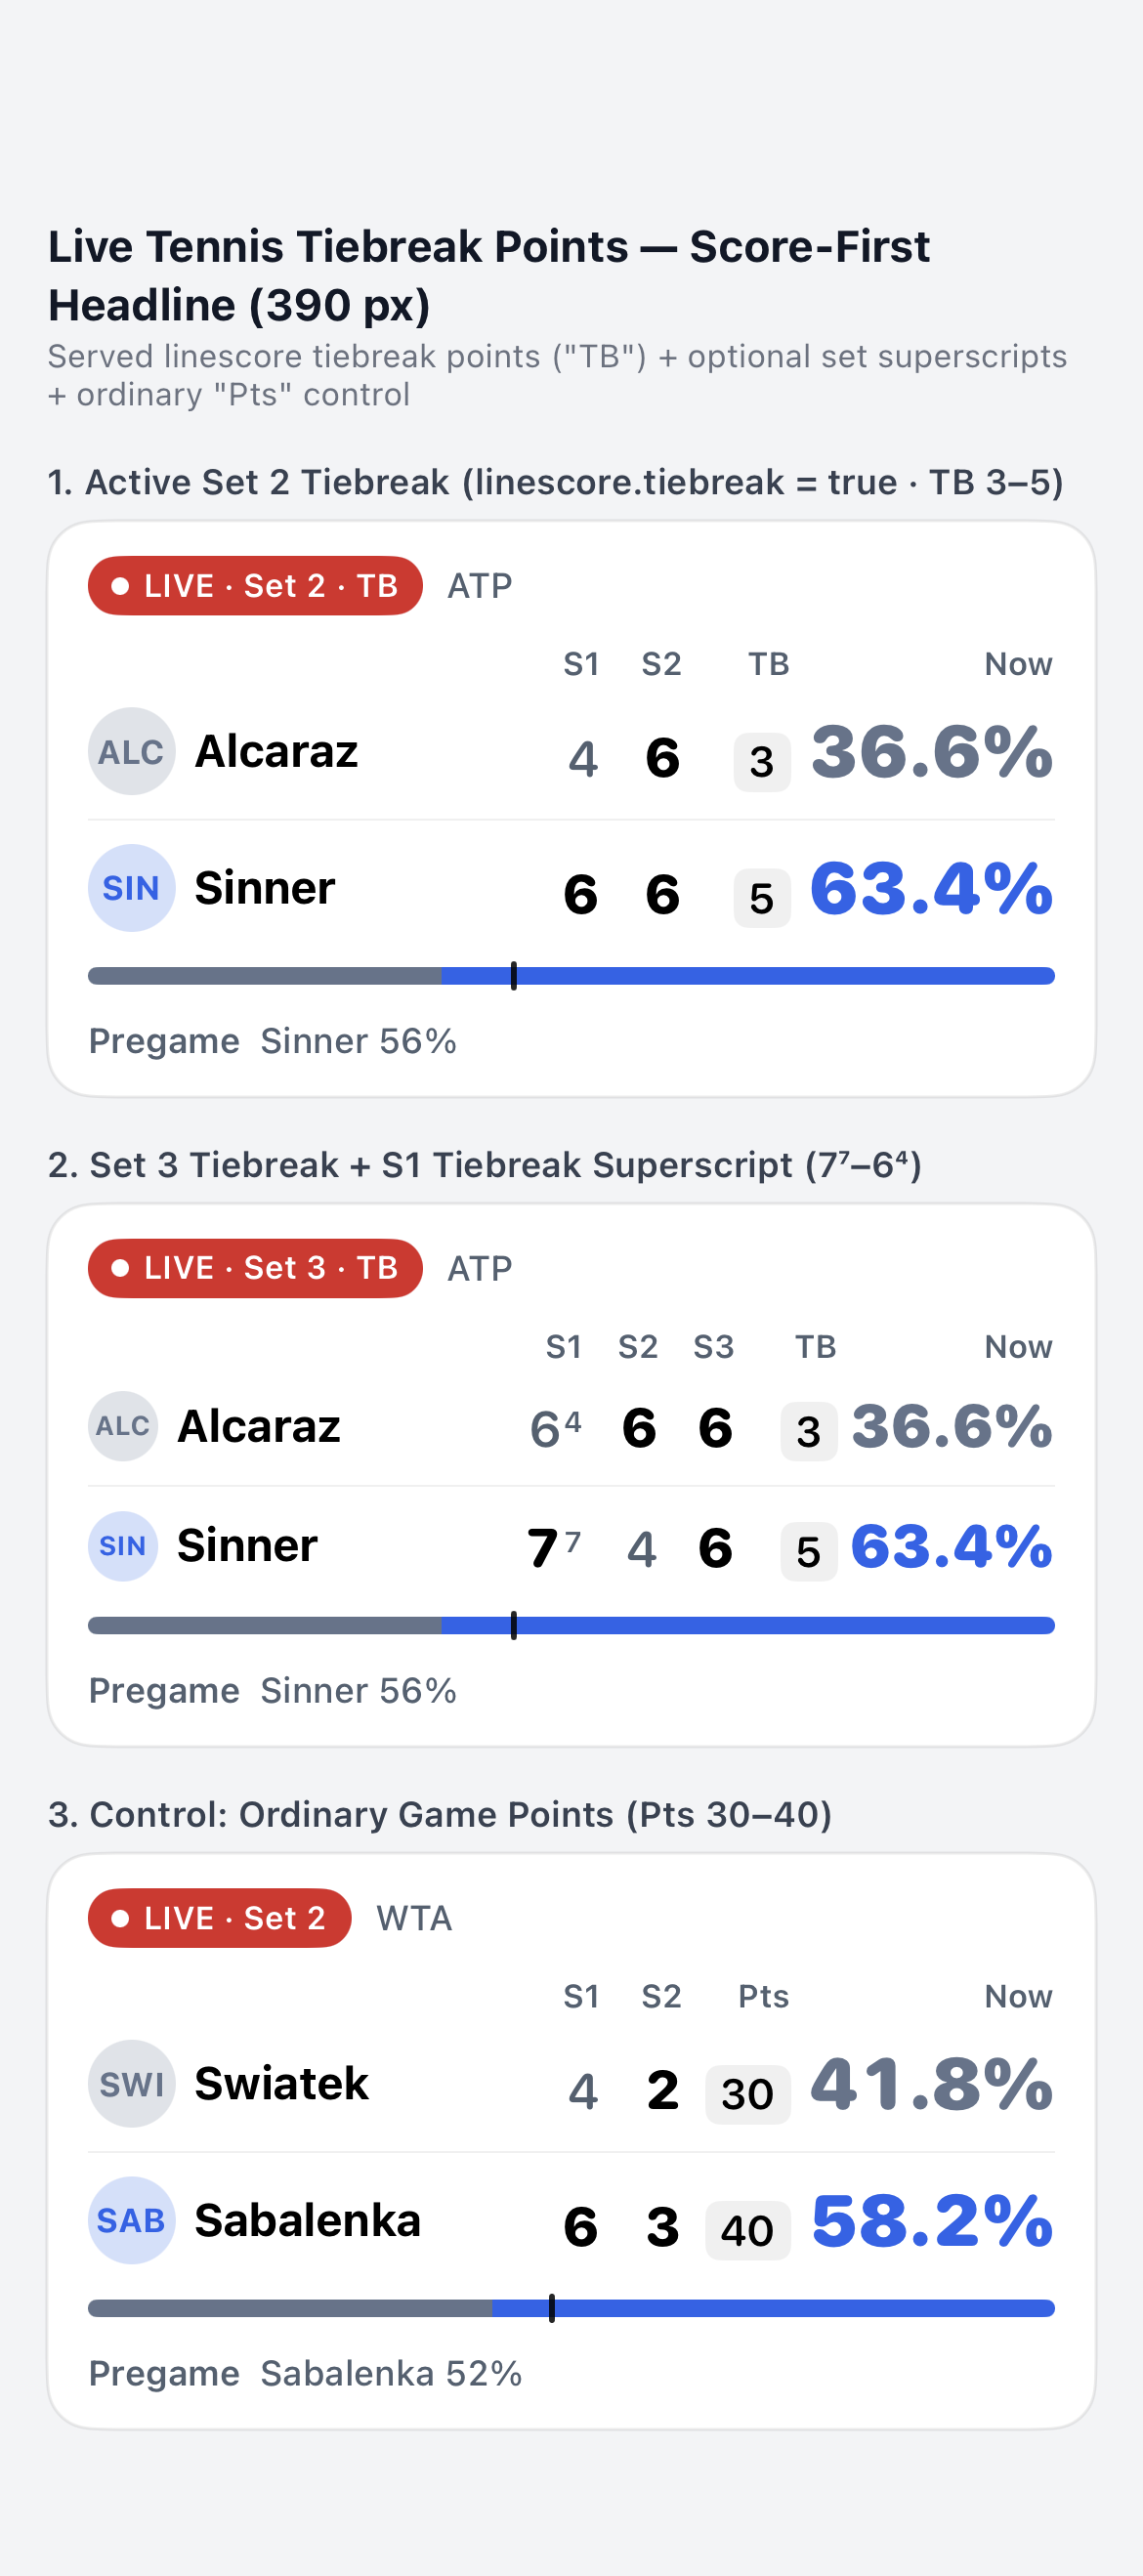 Live Tennis Tiebreak Points — Score-First
Headline (390 px)
Served linescore tiebreak points ("TB") + optional set superscripts
+ ordinary "Pts" control
1. Active Set 2 Tiebreak (linescore.tiebreak = true · TB 3–5)
LIVE · Set 2 · TB ATP
S1 S2 TB Now
ALC Alcaraz 4 6 3 36.6%
SIN Sinner 6 6 5 63.4%
Pregame Sinner 56%
2. Set 3 Tiebreak + S1 Tiebreak Superscript (7⁷–6⁴)
LIVE · Set 3 · TB ATP
S1 S2 S3 TB Now
ALC Alcaraz 6⁴ 6 6 3 36.6%
SIN Sinner 7⁷ 4 6 5 63.4%
Pregame Sinner 56%
3. Control: Ordinary Game Points (Pts 30–40)
LIVE · Set 2 WTA
S1 S2 Pts Now
SWI Swiatek 4 2 30 41.8%
SAB Sabalenka 6 3 40 58.2%
Pregame Sabalenka 52%